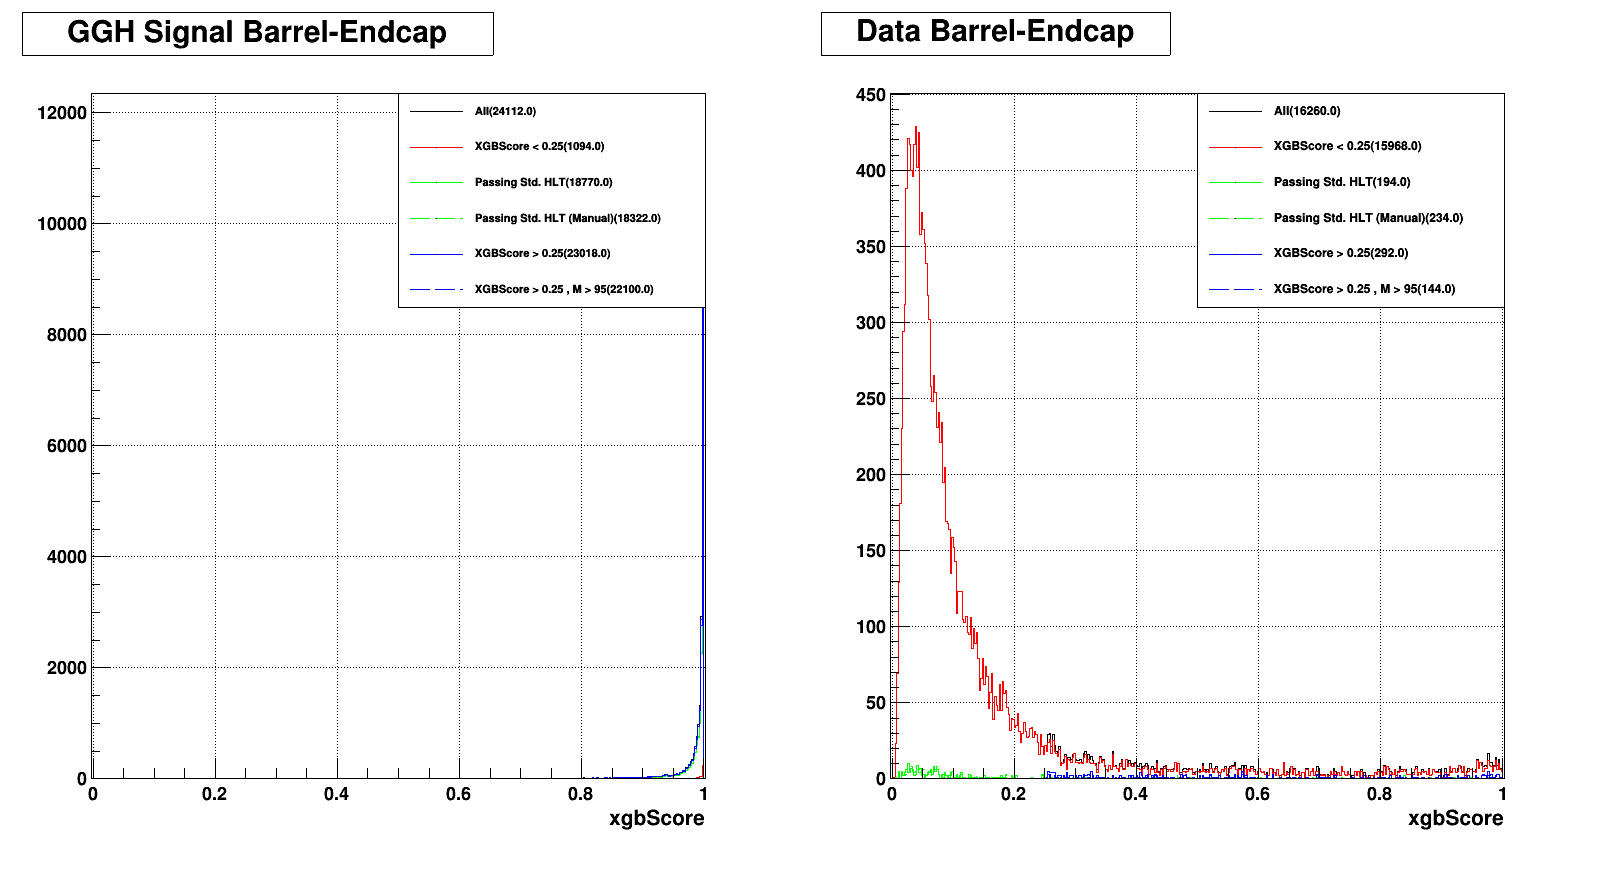 GGH Signal Barrel-Endcap
12000
10000
8000
6000
4000
2000
0
All(24112.0)
XGBScore < 0.25(1094.0)
Passing Std. HLT(18770.0)
Passing Std. HLT (Manual)(18322.0)
XGBScore > 0.25(23018.0)
XGBScore > 0.25 , M > 95(22100.0)
0 0.2 0.4 0.6 0.8 1
xgbScore
Data Barrel-Endcap
450
400
350
300
250
200
150
100
50
0
All(16260.0)
XGBScore < 0.25(15968.0)
Passing Std. HLT(194.0)
Passing Std. HLT (Manual)(234.0)
XGBScore > 0.25(292.0)
XGBScore > 0.25 , M > 95(144.0)
0 0.2 0.4 0.6 0.8 1
xgbScore